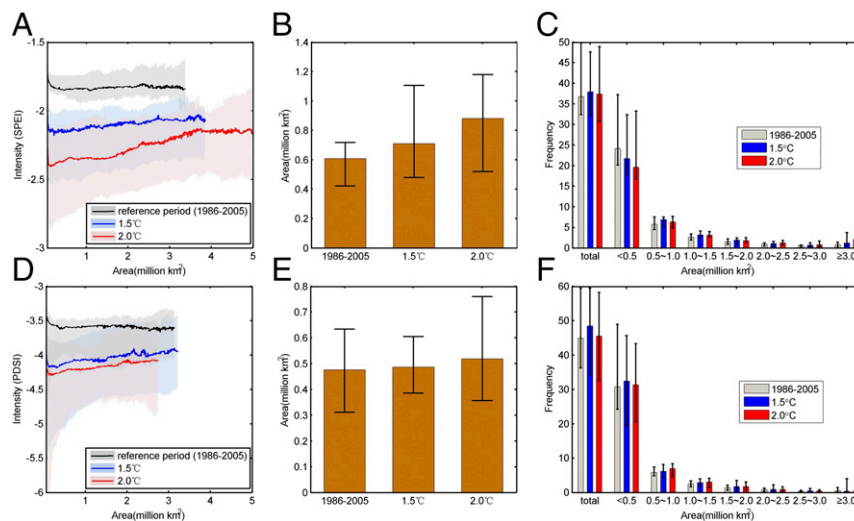 A
-1.5
-2
-2.5
-3
Intensity (SPEI)
reference period (1986-2005)
1.5℃
2.0℃
1 2 3 4 5
Area(million km²)
B
1.4
1.2
1
0.8
0.6
0.4
0.2
0
Area(million km²)
1986-2005 1.5℃ 2.0℃
C
50
45
40
35
30
25
20
15
10
5
0
Frequency
1986-2005
1.5°C
2.0°C
total <0.5 0.5~1.0 1.0~1.5 1.5~2.0 2.0~2.5 2.5~3.0 ≥3.0
Area(million km²)
D
-3
-3.5
-4
-4.5
-5
-5.5
-6
Intensity (PDSI)
reference period (1986-2005)
1.5℃
2.0℃
1 2 3 4 5
Area(million km²)
E
0.8
0.7
0.6
0.5
0.4
0.3
0.2
0.1
0
Area(million km²)
1986-2005 1.5℃ 2.0℃
F
60
50
40
30
20
10
0
Frequency
1986-2005
1.5°C
2.0°C
total <0.5 0.5~1.0 1.0~1.5 1.5~2.0 2.0~2.5 2.5~3.0 ≥3.0
Area(million km²)